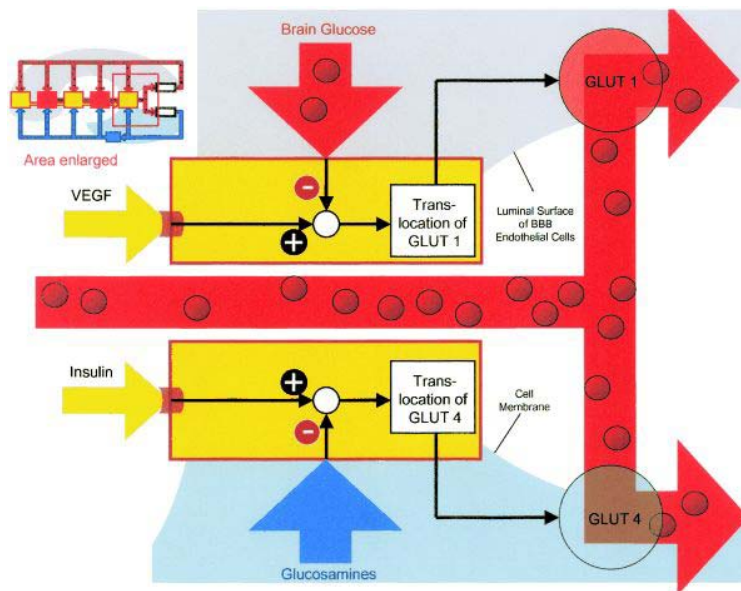 Brain Glucose
GLUT 1
Area enlarged
VEGF
−
+
Trans-
location of
GLUT 1
Luminal Surface
of BBB
Endothelial Cells
Insulin
+
−
Trans-
location of
GLUT 4
Cell
Membrane
GLUT 4
Glucosamines